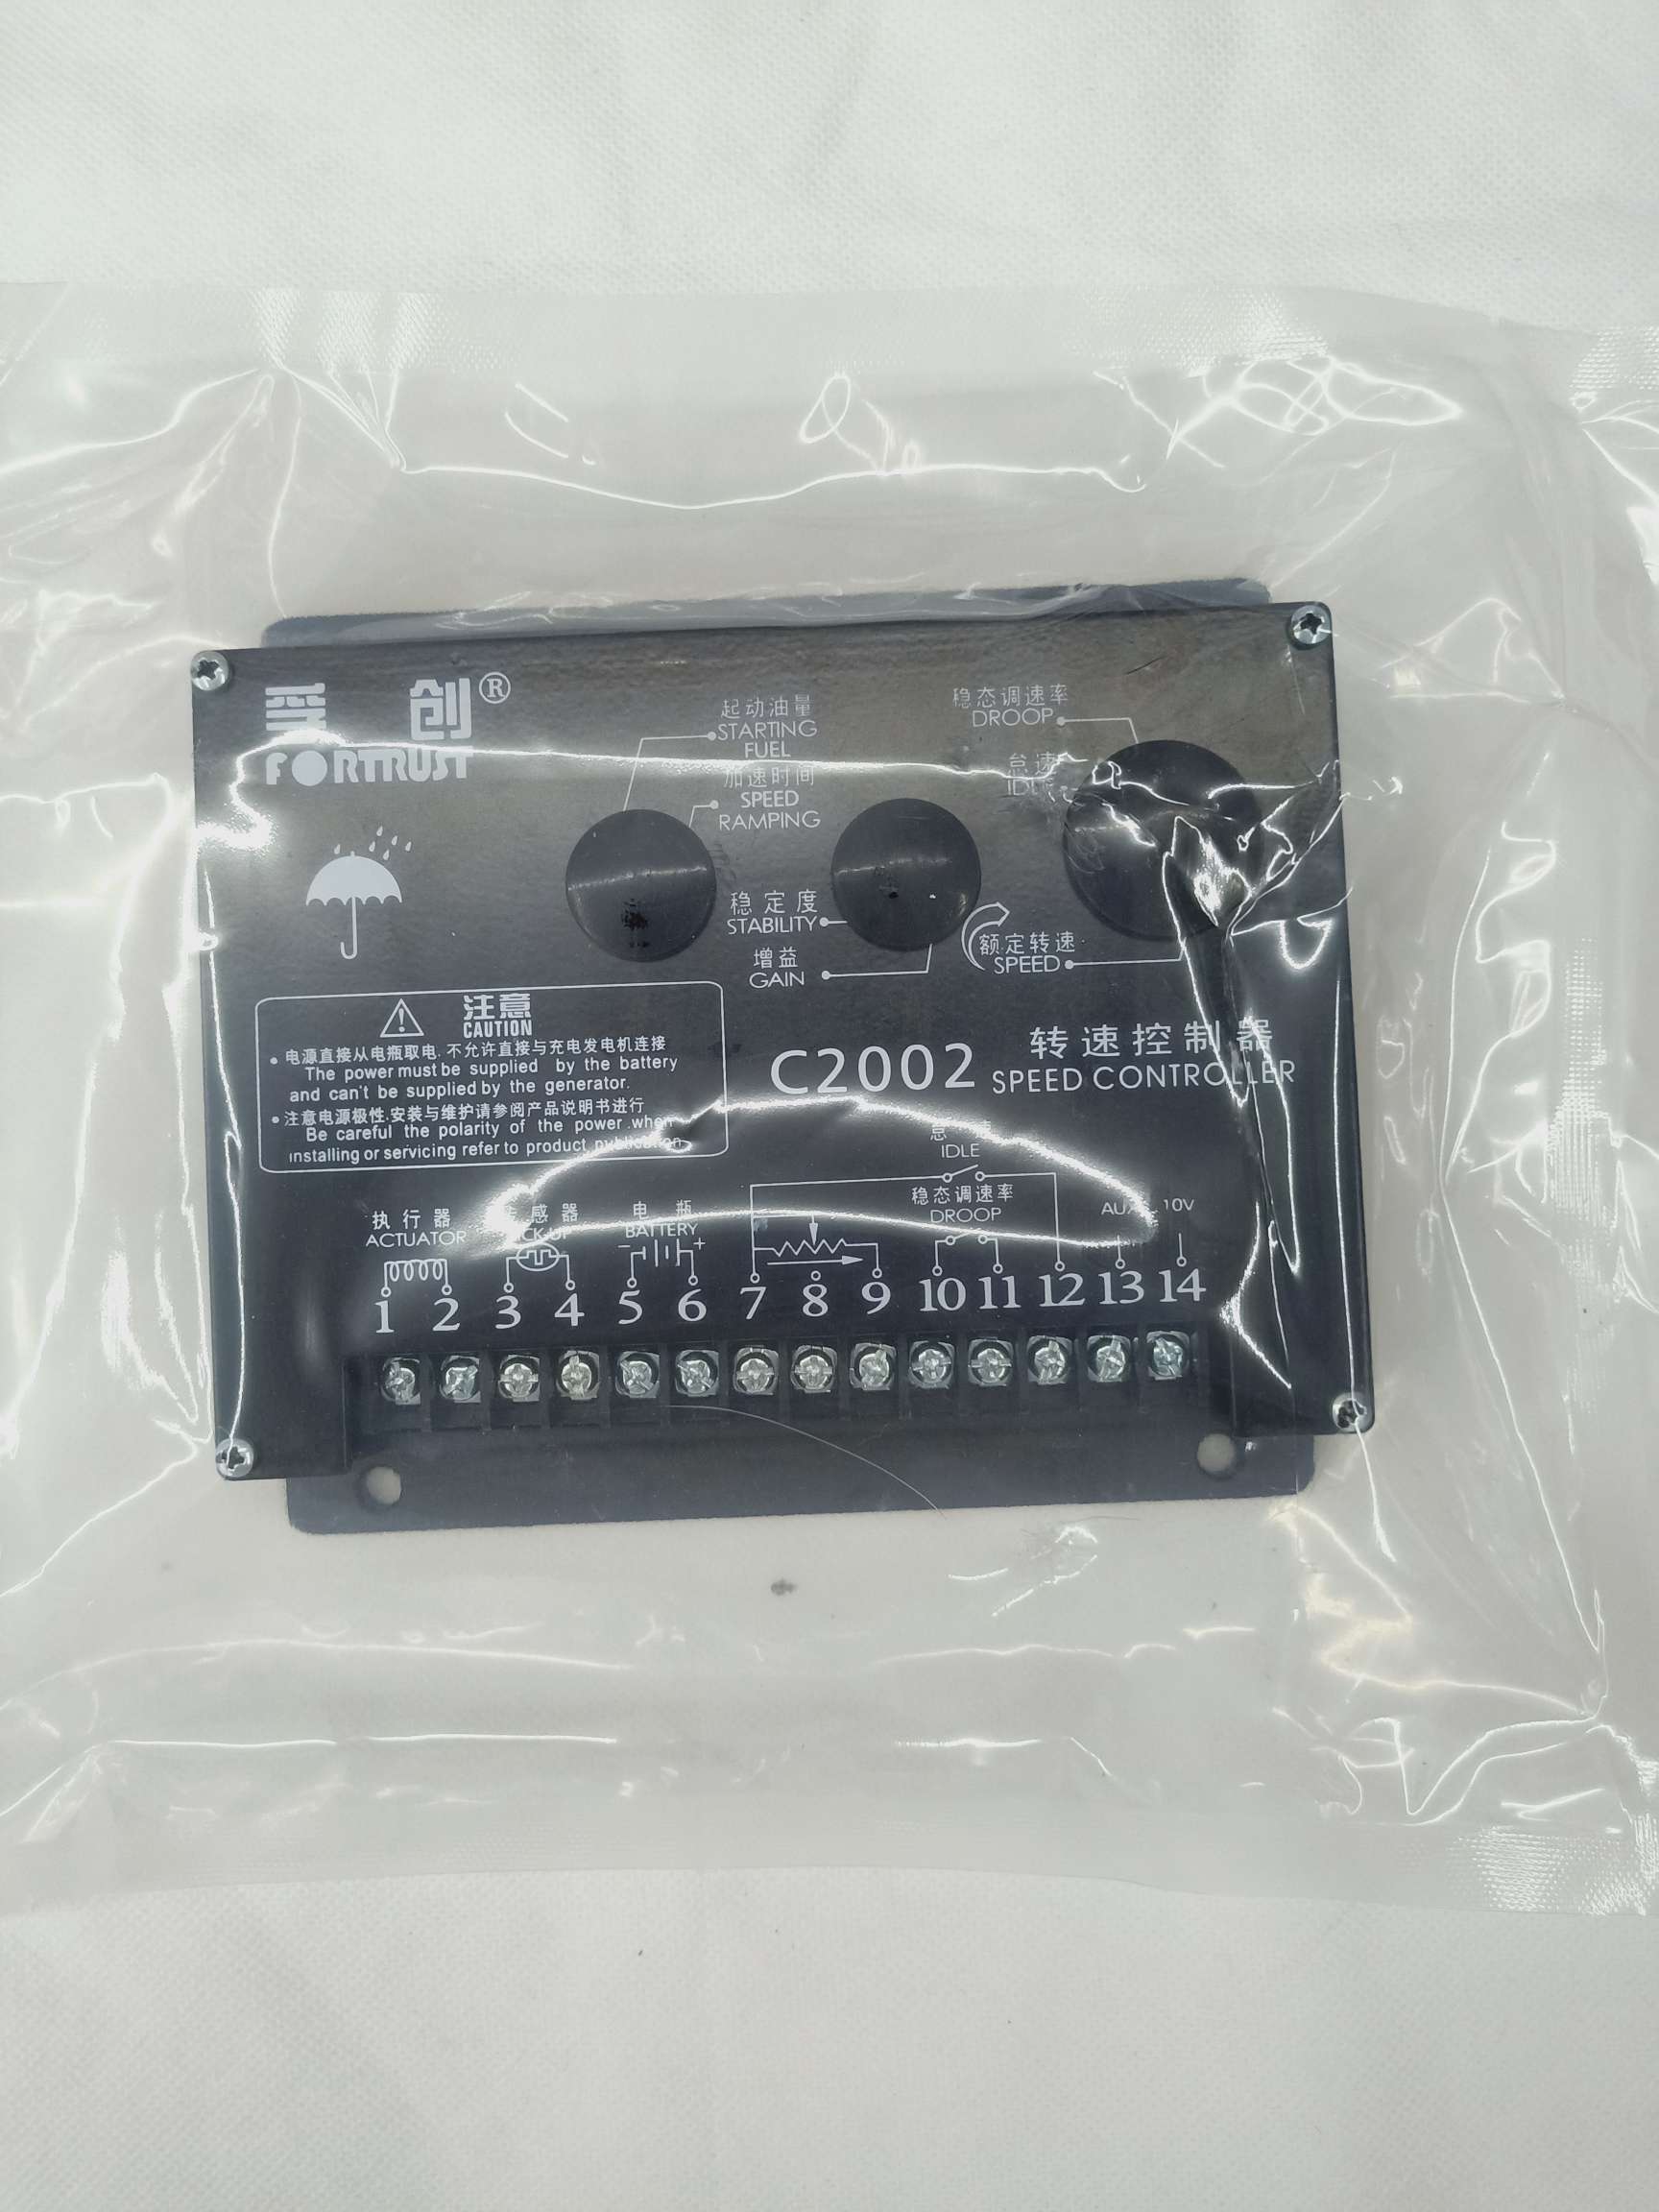 孚 创®
FORTRUST
起动油量
STARTING
FUEL
加速时间
SPEED
RAMPING
稳态调速率
DROOP
怠速
IDLE
稳定度
STABILITY
增益
GAIN
额定转速
SPEED
注意
CAUTION
• 电源直接从电瓶取电.不允许直接与充电发电机连接
The power must be supplied by the battery
and can't be supplied by the generator.
• 注意电源极性.安装与维护请参阅产品说明书进行
Be careful the polarity of the power .when
installing or servicing refer to product publication
C2002 转速控制器
SPEED CONTROLLER
怠 速
IDLE
稳态调速率
DROOP
执行器
ACTUATOR
感器
电瓶
BATTERY
- +
10V
1 2 3 4 5 6 7 8 9 10 11 12 13 14